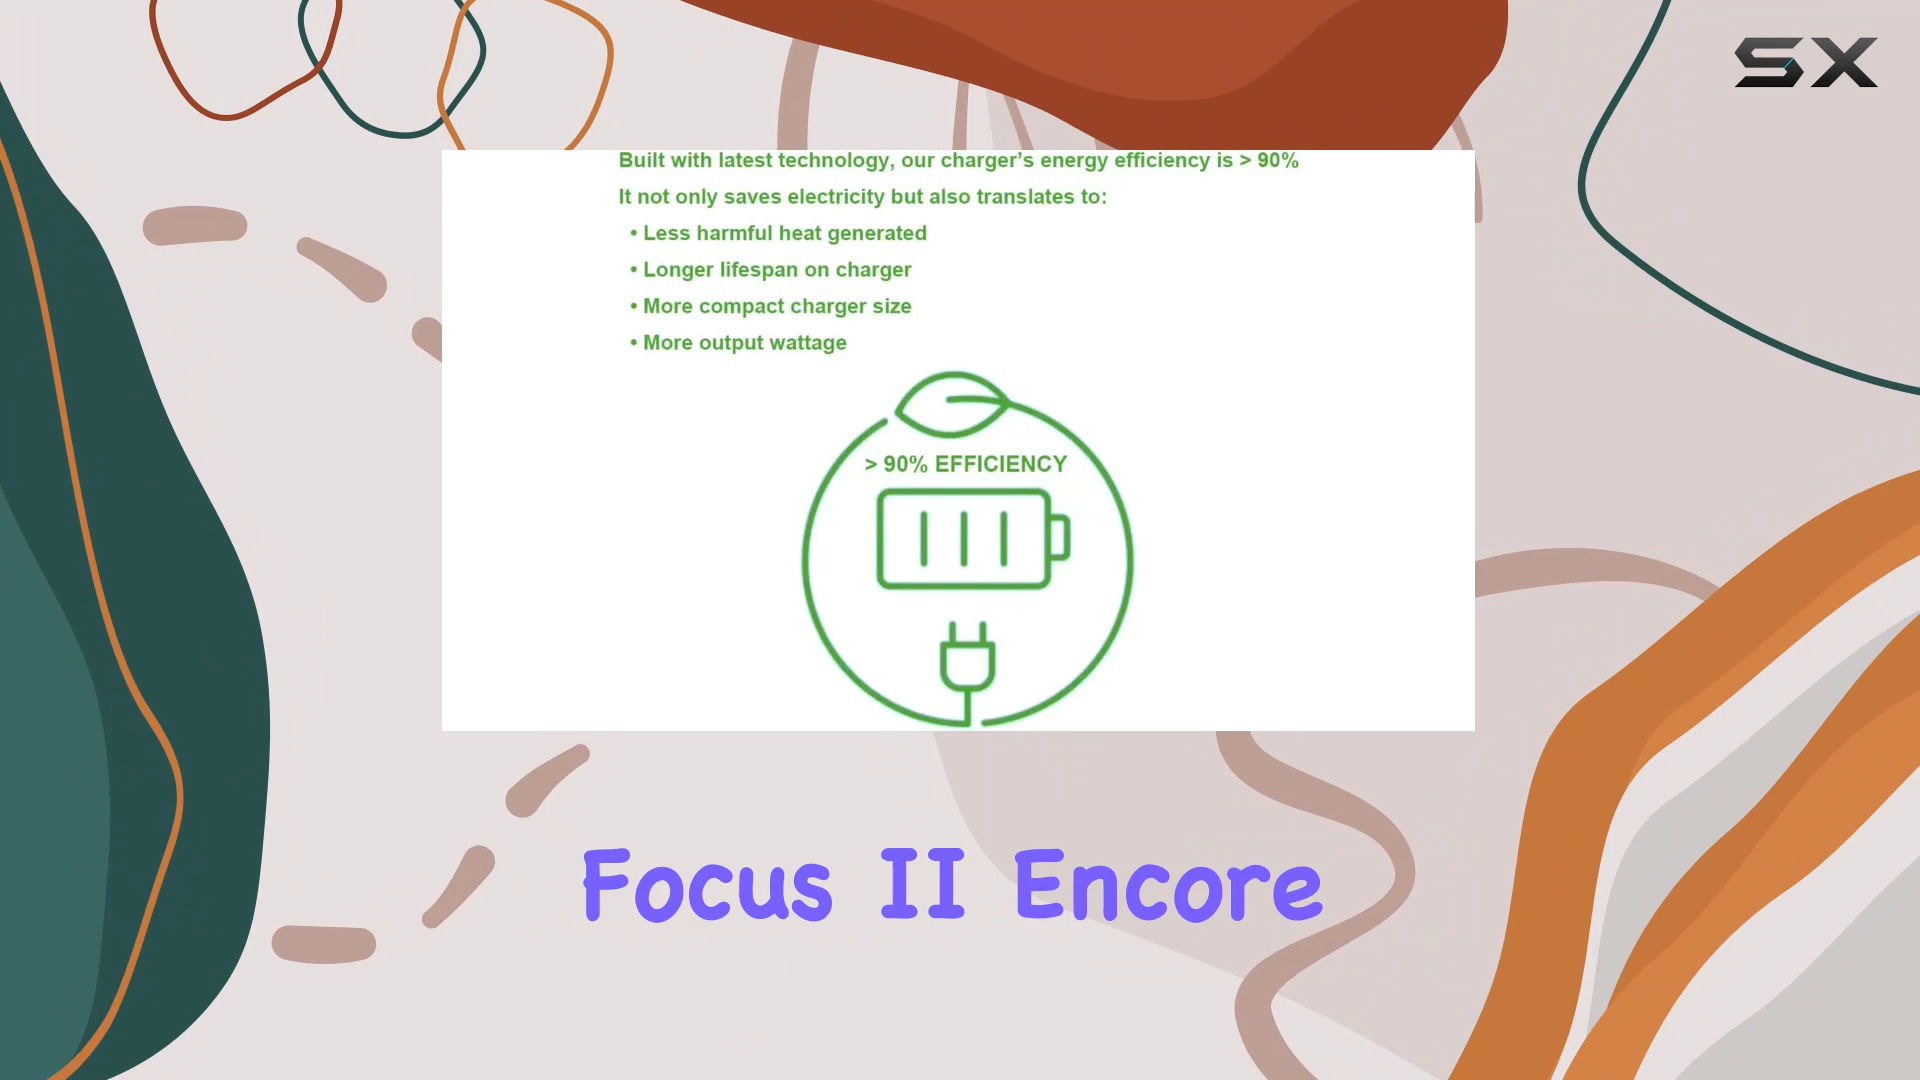 SX
Built with latest technology, our charger’s energy efficiency is > 90%
It not only saves electricity but also translates to:
• Less harmful heat generated
• Longer lifespan on charger
• More compact charger size
• More output wattage
> 90% EFFICIENCY
Focus II Encore